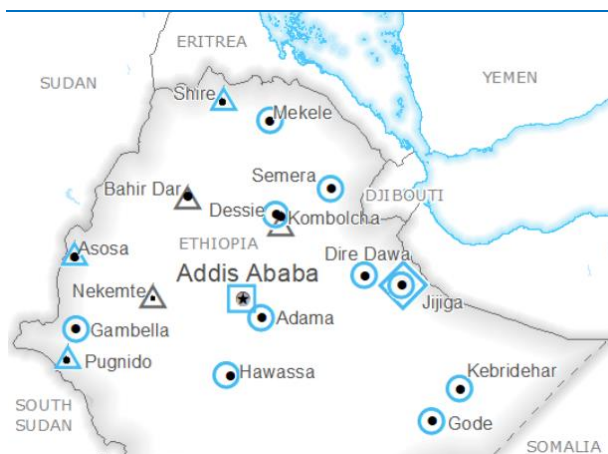 ERITREA
SUDAN
YEMEN
Shire
Mekele
Semera
Bahir Dar
DJIBOUTI
Dessie
Kombolcha
ETHIOPIA
Asosa
Dire Dawa
Addis Ababa
Nekemte
Jijiga
Adama
Gambella
Pugnido
Hawassa
Kebridehar
SOUTH
SUDAN
Gode
SOMALIA